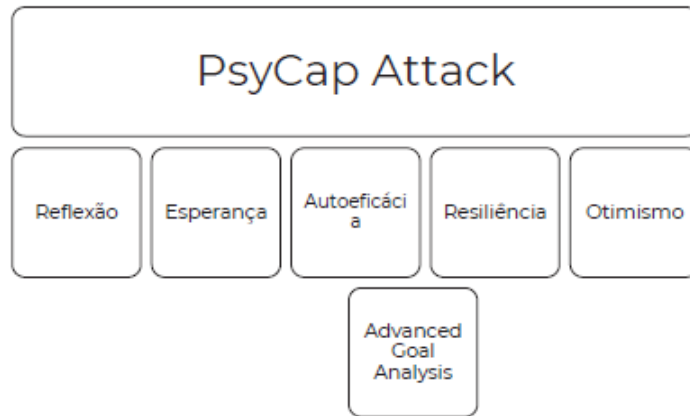 PsyCap Attack
Reflexão
Esperança
Autoeficáci
a
Resiliência
Otimismo
Advanced
Goal
Analysis